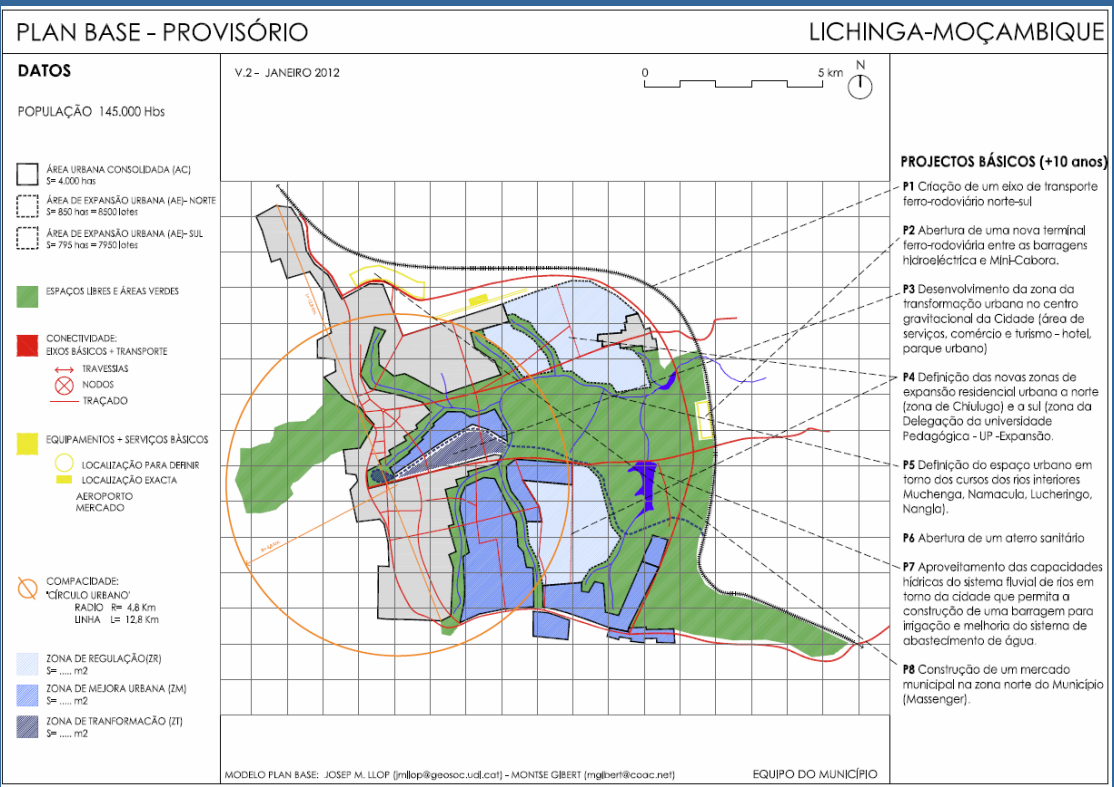 PLAN BASE - PROVISÓRIO
LICHINGA-MOÇAMBIQUE
DATOS
POPULAÇÃO 145.000 Hbs
ÁREA URBANA CONSOLIDADA (AC)
S= 4.000 has
ÁREA DE EXPANSÃO URBANA (AE)- NORTE
S= 850 has = 8500 lotes
ÁREA DE EXPANSÃO URBANA (AE)- SUL
S= 795 has = 7950 lotes
ESPAÇOS LIBRES E ÁREAS VERDES
CONECTIVIDADE:
EIXOS BÁSICOS + TRANSPORTE
TRAVESSIAS
NODOS
TRAÇADO
EQUIPAMENTOS + SERVIÇOS BÁSICOS
LOCALIZAÇÃO PARA DEFINIR
LOCALIZAÇÃO EXACTA
AEROPORTO
MERCADO
COMPACIDADE:
'CÍRCULO URBANO'
RADIO R= 4,8 Km
LINHA L= 12,8 Km
ZONA DE REGULAÇÃO(ZR)
S= ..... m2
ZONA DE MEJORA URBANA (ZM)
S= ..... m2
ZONA DE TRANFORMACÃO (ZT)
S= ..... m2
V.2 - JANEIRO 2012
0 5 km
N
MODELO PLAN BASE: JOSEP M. LLOP (jmllop@geosoc.udl.cat) - MONTSE GIBERT (mgibert@coac.net)
EQUIPO DO MUNICÍPIO
PROJECTOS BÁSICOS (+10 anos)
P1 Criação de um eixo de transporte
ferro-rodoviário norte-sul
P2 Abertura de uma nova terminal
ferro-rodoviária entre as barragens
hidroeléctrica e Mini-Cabora.
P3 Desenvolvimento da zona da
transformação urbana no centro
gravitacional da Cidade (área de
serviços, comércio e turismo - hotel,
parque urbano)
P4 Definição das novas zonas de
expansão residencial urbana a norte
(zona de Chiulugo) e a sul (zona da
Delegação da universidade
Pedagógica - UP -Expansão.
P5 Definição do espaço urbano em
torno dos cursos dos rios interiores
Muchenga, Namacula, Lucheringo,
Nangla).
P6 Abertura de um aterro sanitário
P7 Aproveitamento das capacidades
hídricas do sistema fluvial de rios em
torno da cidade que permita a
construção de uma barragem para
irrigação e melhoria do sistema de
abastecimento de água.
P8 Construção de um mercado
municipal na zona norte do Município
(Massenger).